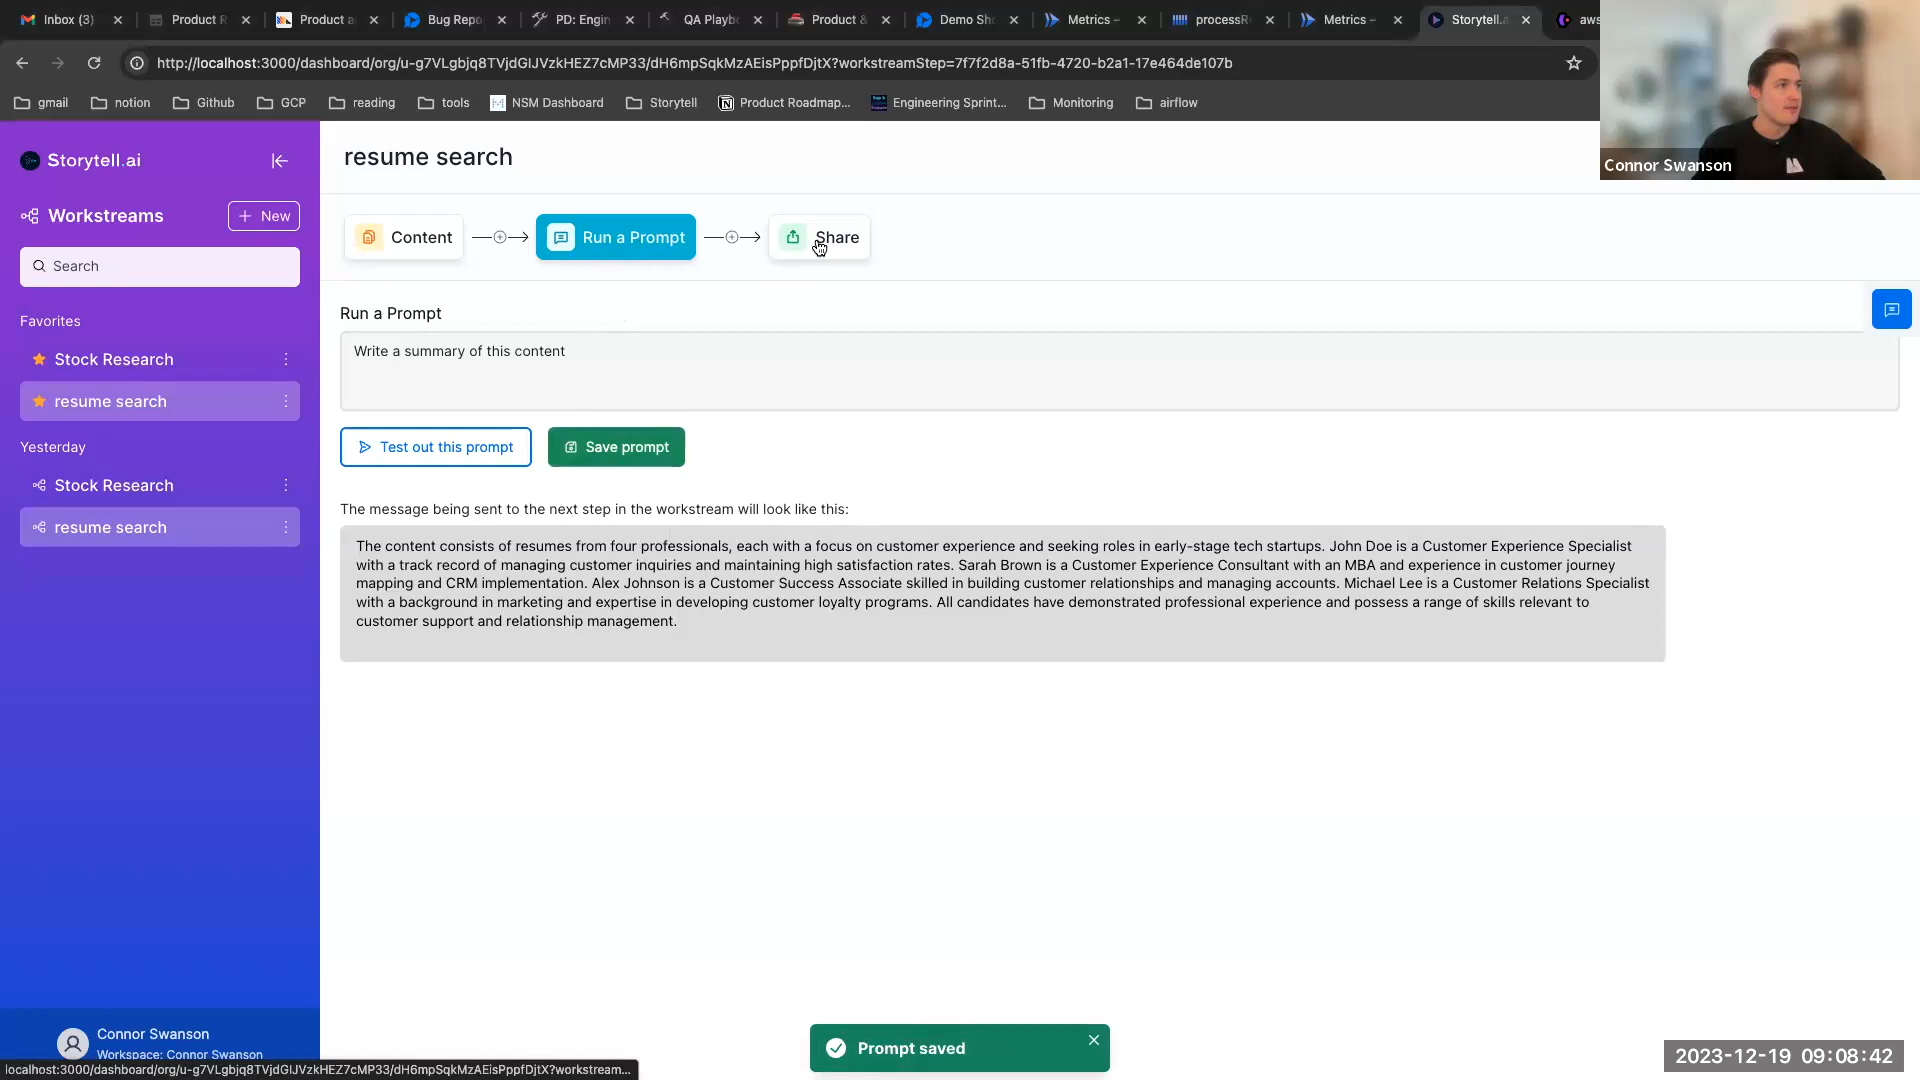 Inbox (3)
Product R
Product a
Bug Repo
PD: Engin
QA Playb
Product &
Demo Sh
Metrics –
processR
Metrics –
Storytell.a
aws
http://localhost:3000/dashboard/org/u-g7VLgbjq8TVjdGIJVzkHEZ7cMP33/dH6mpSqkMzAEisPppfDjtX?workstreamStep=7f7f2d8a-51fb-4720-b2a1-17e464de107b
gmail
notion
Github
GCP
reading
tools
NSM Dashboard
Storytell
Product Roadmap...
Engineering Sprint...
Monitoring
airflow
Connor Swanson
Storytell.ai
Workstreams
New
Search
Favorites
Stock Research
resume search
Yesterday
Stock Research
resume search
resume search
Content
Run a Prompt
Share
Run a Prompt
Write a summary of this content
Test out this prompt
Save prompt
The message being sent to the next step in the workstream will look like this:
The content consists of resumes from four professionals, each with a focus on customer experience and seeking roles in early-stage tech startups. John Doe is a Customer Experience Specialist
with a track record of managing customer inquiries and maintaining high satisfaction rates. Sarah Brown is a Customer Experience Consultant with an MBA and experience in customer journey
mapping and CRM implementation. Alex Johnson is a Customer Success Associate skilled in building customer relationships and managing accounts. Michael Lee is a Customer Relations Specialist
with a background in marketing and expertise in developing customer loyalty programs. All candidates have demonstrated professional experience and possess a range of skills relevant to
customer support and relationship management.
Connor Swanson
Workspace: Connor Swanson
localhost:3000/dashboard/org/u-g7VLgbjq8TVjdGIJVzkHEZ7cMP33/dH6mpSqkMzAEisPppfDjtX?workstream...
Prompt saved
2023-12-19 09:08:42